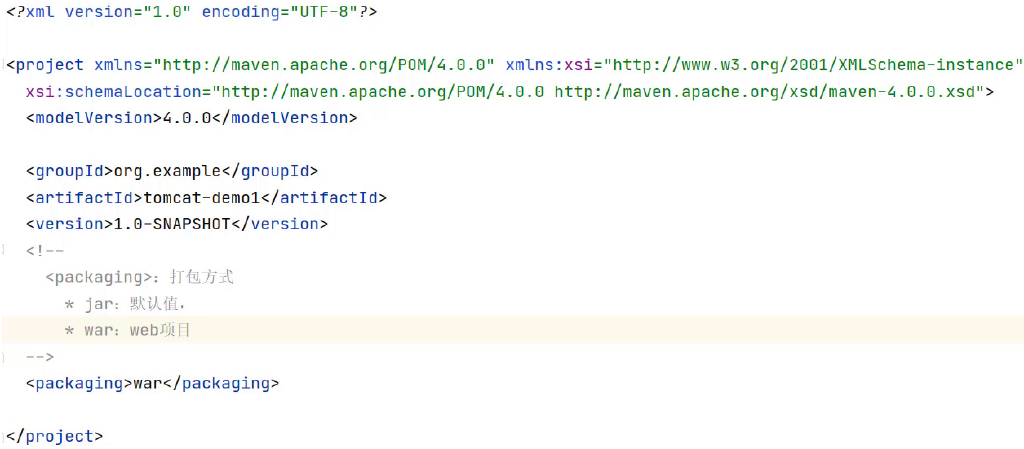 <?xml version="1.0" encoding="UTF-8"?>
<project xmlns="http://maven.apache.org/POM/4.0.0" xmlns:xsi="http://www.w3.org/2001/XMLSchema-instance"
xsi:schemaLocation="http://maven.apache.org/POM/4.0.0 http://maven.apache.org/xsd/maven-4.0.0.xsd">
<modelVersion>4.0.0</modelVersion>
<groupId>org.example</groupId>
<artifactId>tomcat-demo1</artifactId>
<version>1.0-SNAPSHOT</version>
<!--
<packaging>：打包方式
* jar：默认值，
* war：web项目
-->
<packaging>war</packaging>
</project>